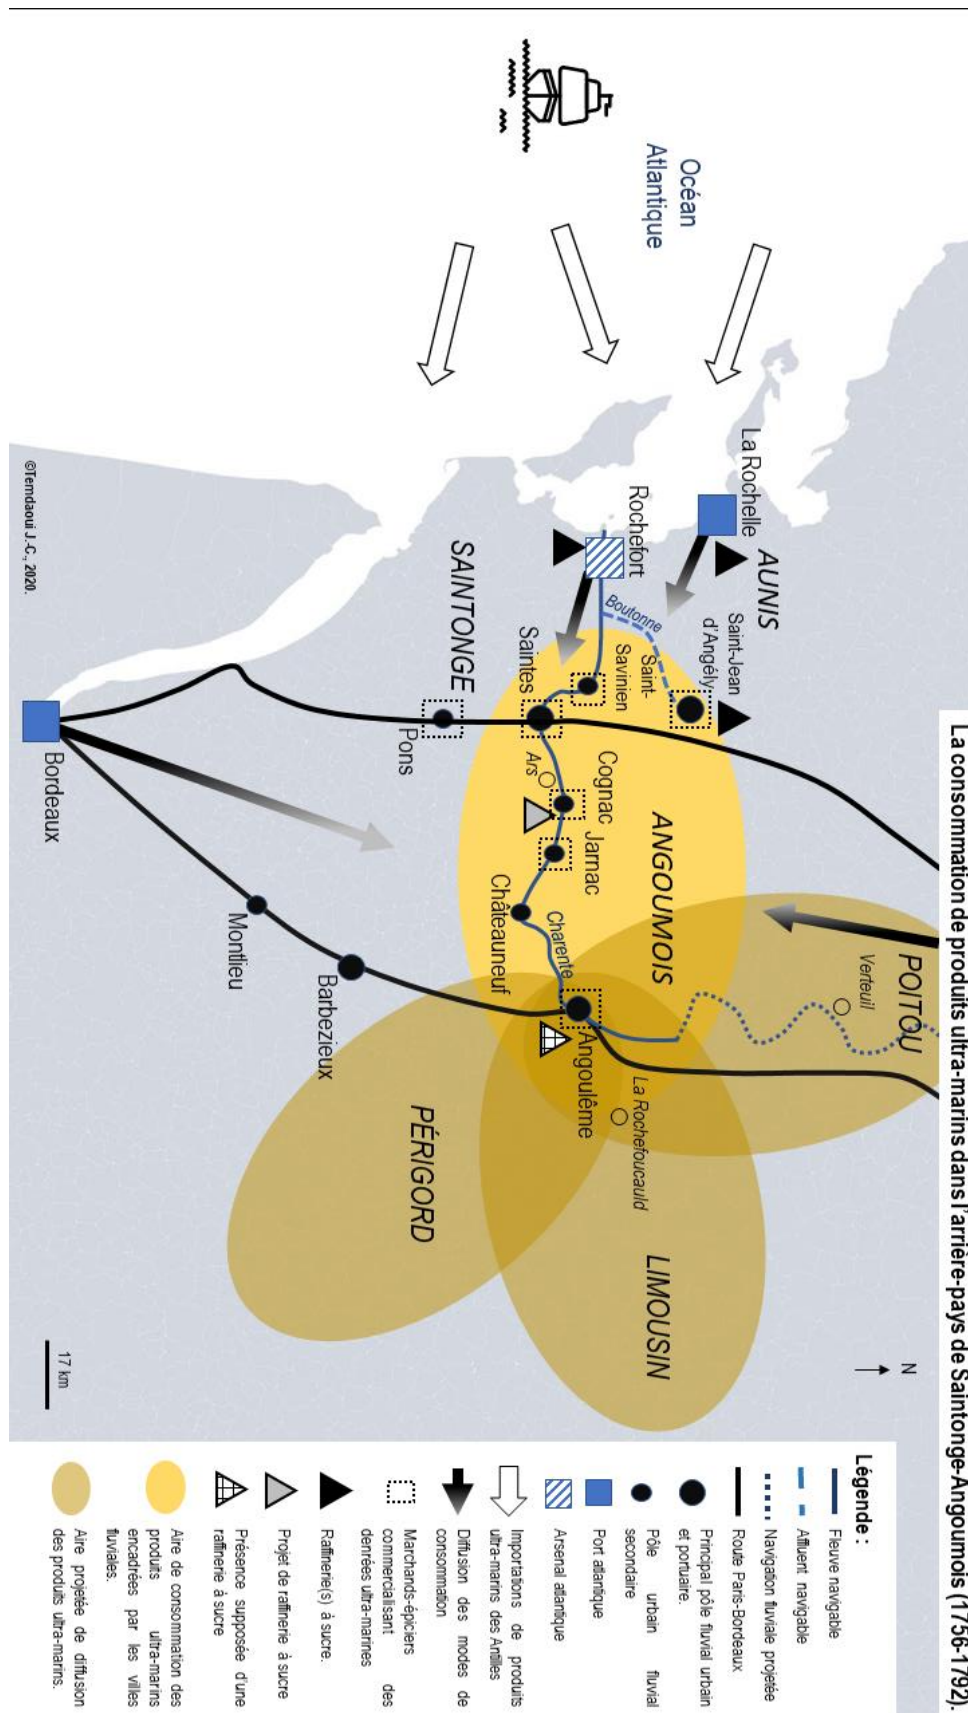 La consommation de produits ultra-marins dans l'arrière-pays de Saintonge-Angoumois (1756-1792).
Océan
Atlantique
La Rochelle
AUNIS
Rochefort
Boutonne
Saint-Jean
d'Angély
Saint-
Savinien
SAINTONGE
Saintes
Pons
Ars
Cognac
Jarnac
ANGOUMOIS
Châteauneuf
Charente
Angoulême
POITOU
Verteuil
La Rochefoucauld
LIMOUSIN
PÉRIGORD
Barbezieux
Montlieu
Bordeaux
©Temdaoui J.-C., 2020.
N
17 km
Légende :
Fleuve navigable
Affluent navigable
Navigation fluviale projetée
Route Paris-Bordeaux
Principal pôle fluvial urbain
et portuaire.
Pôle urbain fluvial
secondaire
Port atlantique
Arsenal atlantique
Importations de produits
ultra-marins des Antilles
Diffusion des modes de
consommation
Marchands-épiciers
commercialisant des
denrées ultra-marines
Raffinerie(s) à sucre.
Projet de raffinerie à sucre
Présence supposée d'une
raffinerie à sucre
Aire de consommation des
produits ultra-marins
encadrées par les villes
fluviales.
Aire projetée de diffusion
des produits ultra-marins.